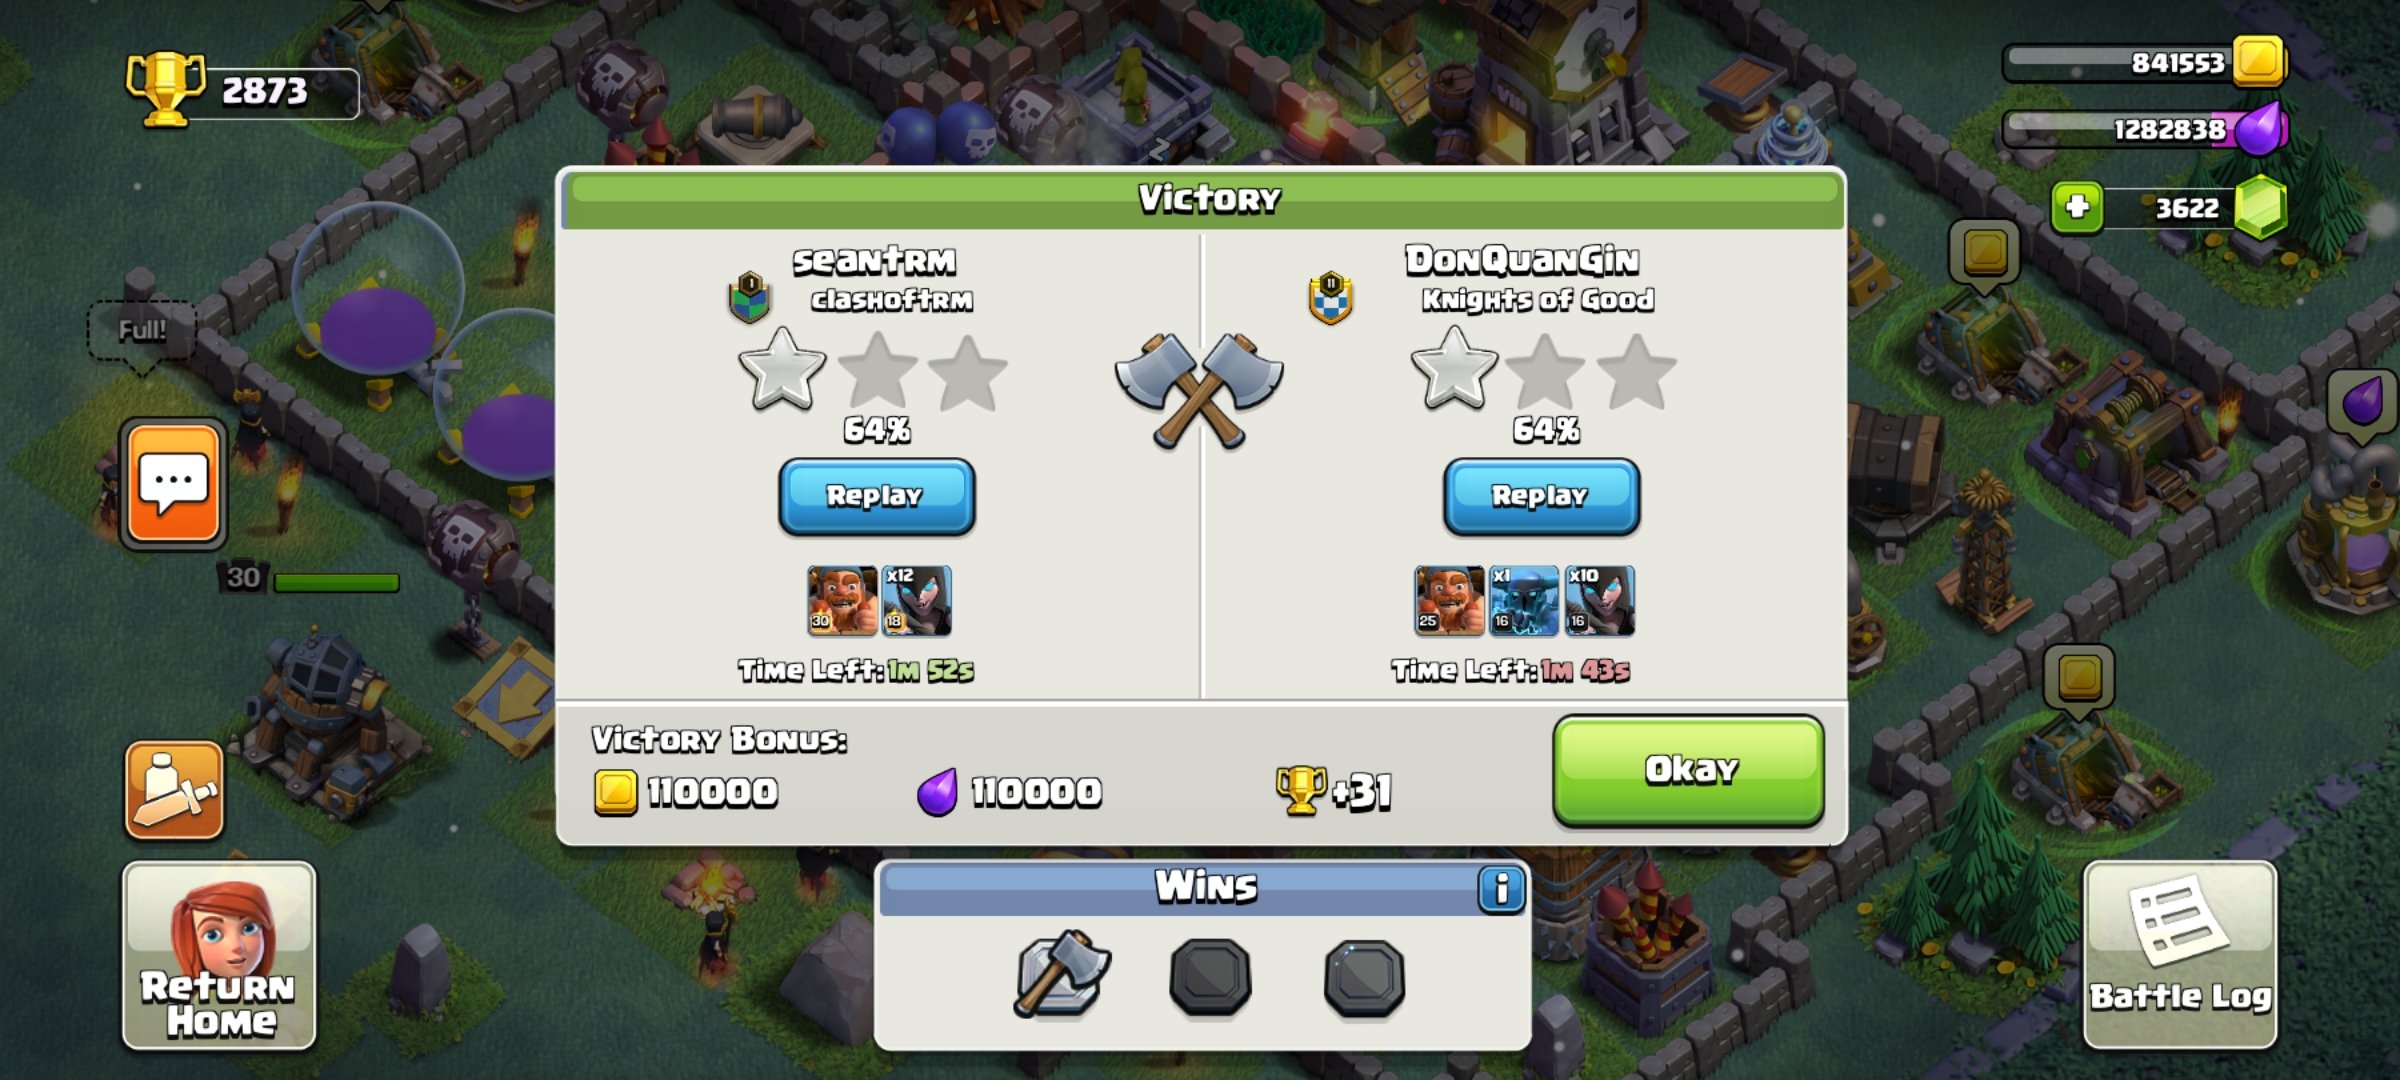 2873
841553
1282838
3622
Full!
30
Victory
seantrm
clashoftrm
64%
Replay
x12
30
18
Time Left: 1m 52s
DonQuanGin
Knights of Good
64%
Replay
x1
x10
25
16
16
Time Left: 1m 43s
Victory Bonus:
110000
110000
+31
Okay
Wins
i
Return
Home
Battle Log